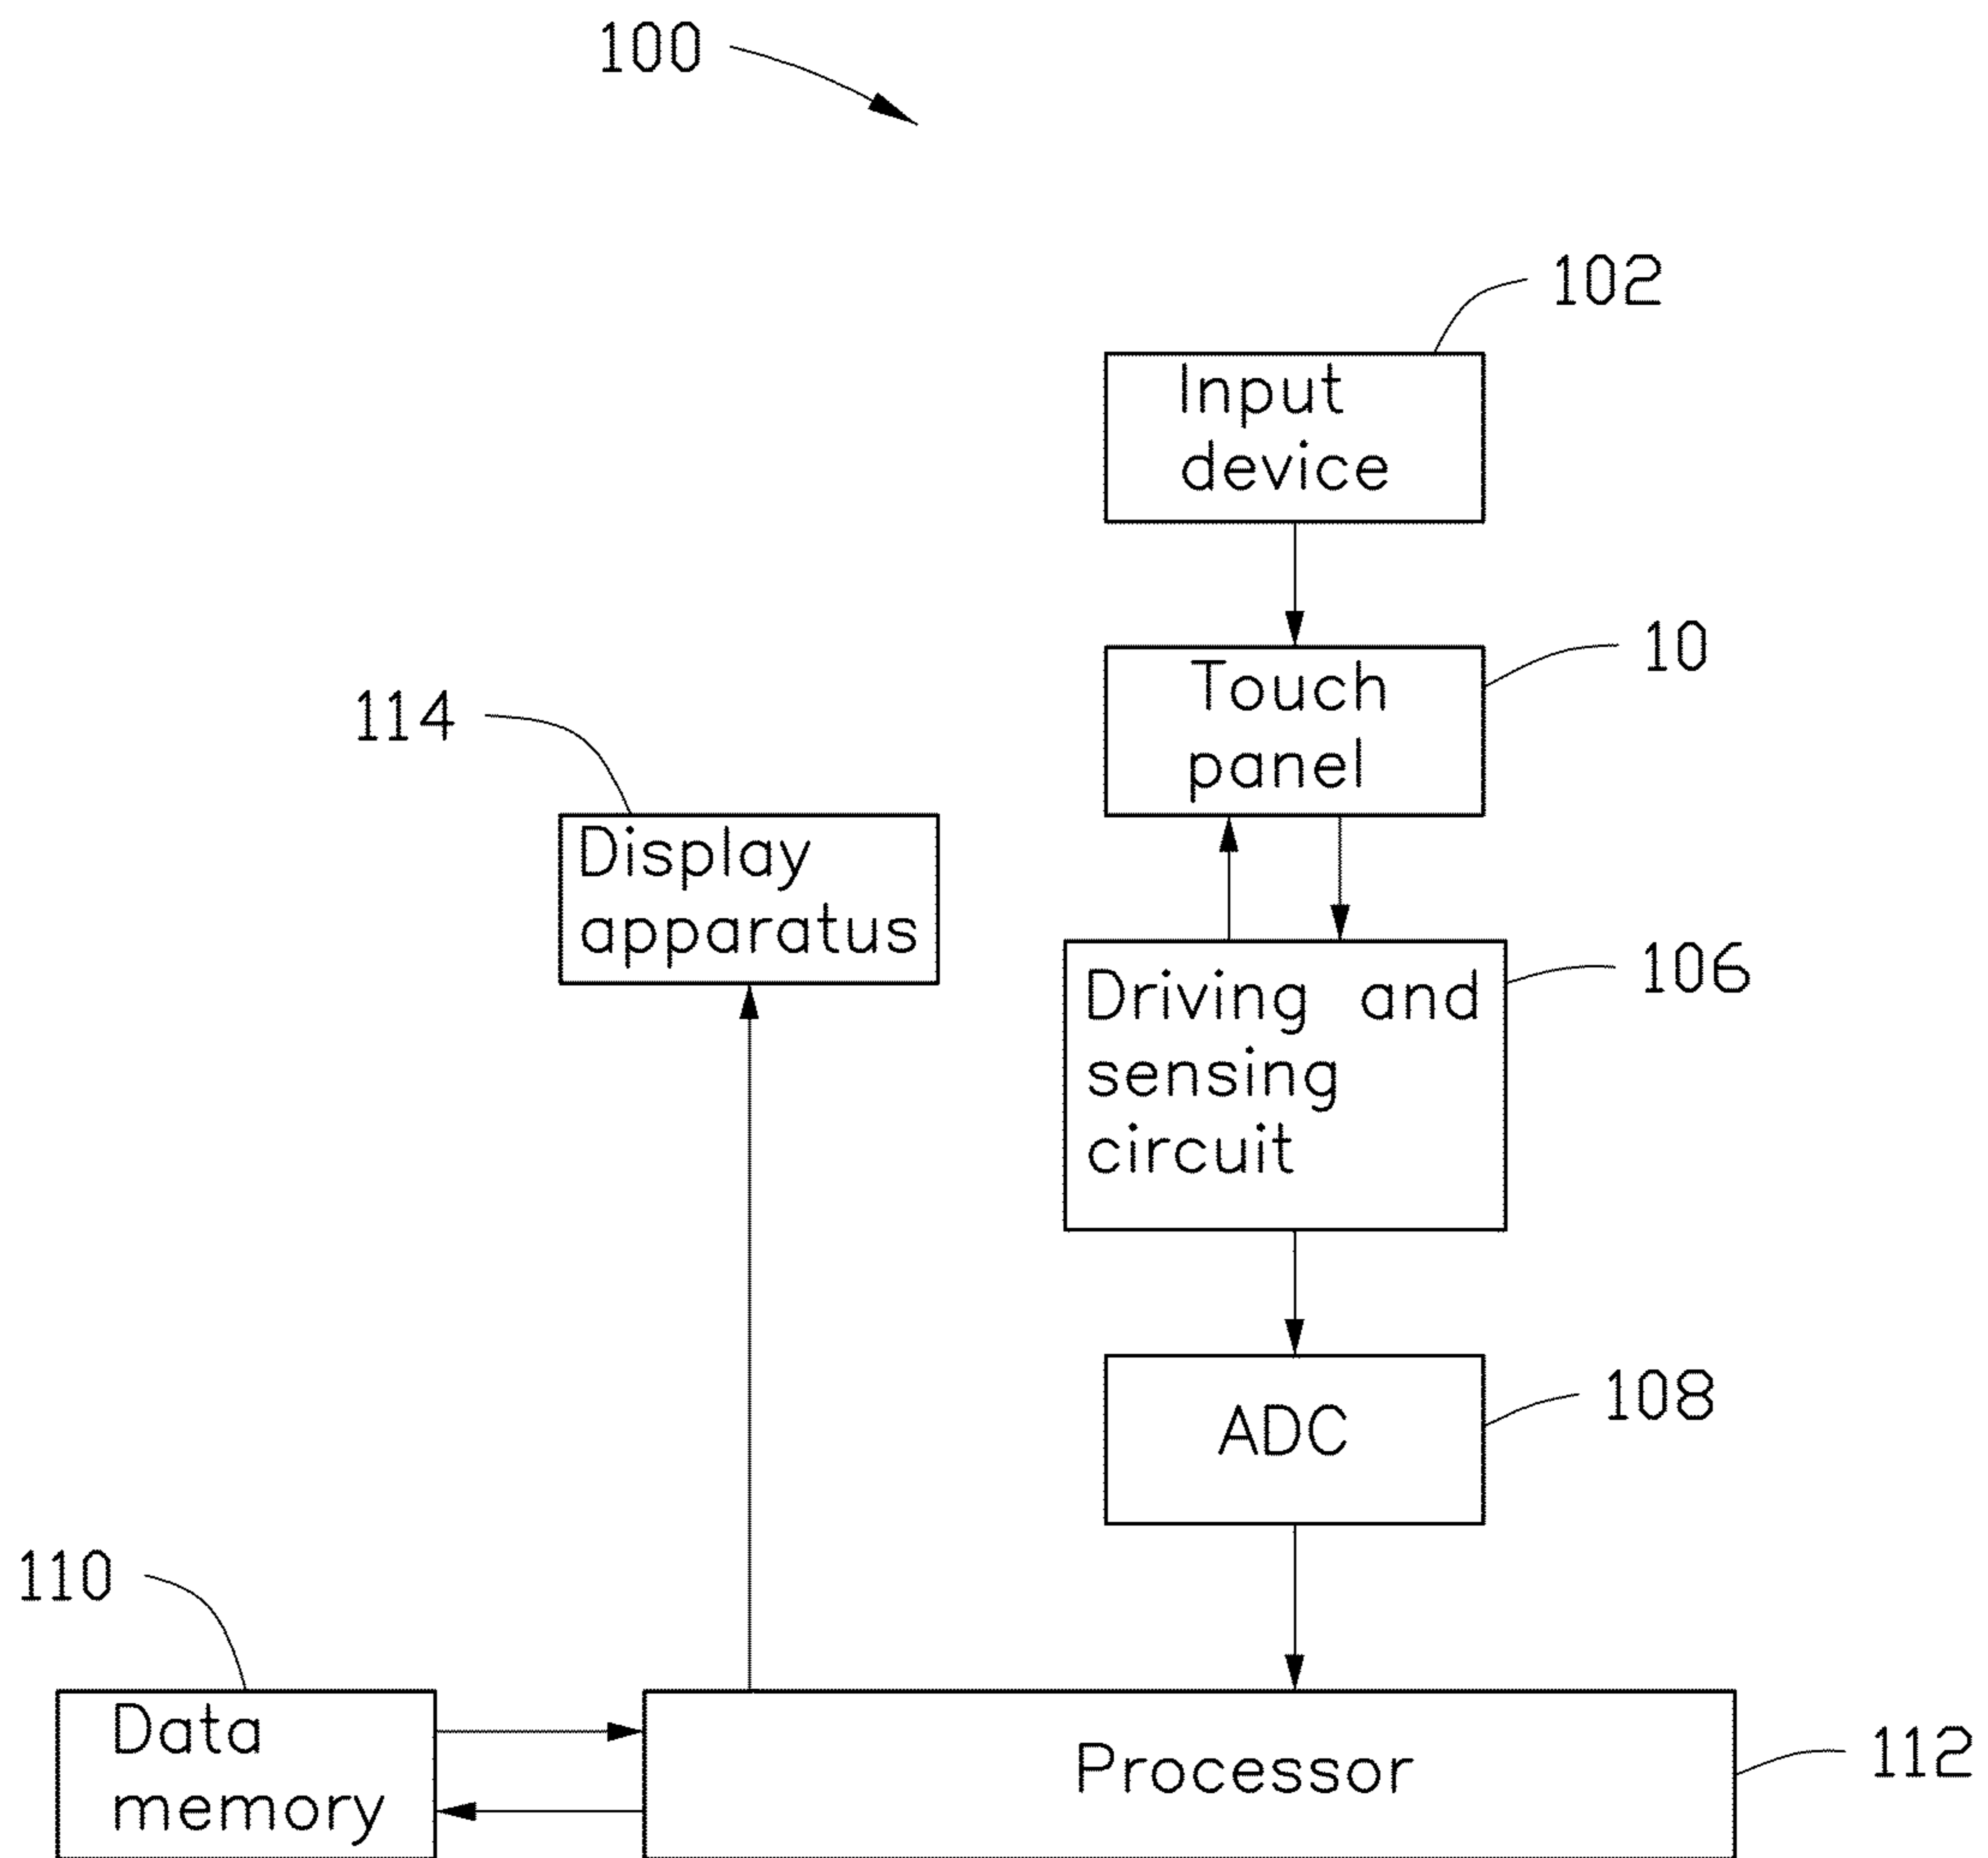 100
102
Input
device
10
Touch
panel
114
Display
apparatus
106
Driving and
sensing
circuit
108
ADC
110
Data
memory
Processor
112